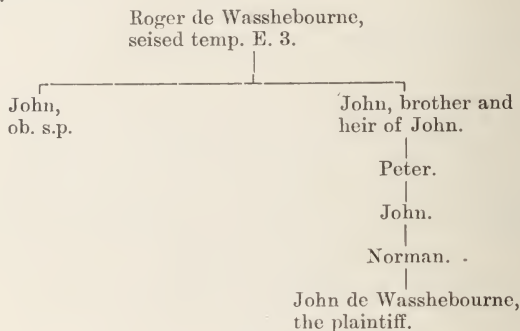 Roger de Wasshebourne,
seised temp. E. 3.
John,
ob. s.p.
John, brother and
heir of John.
Peter.
John.
Norman.
John de Wasshebourne,
the plaintiff.